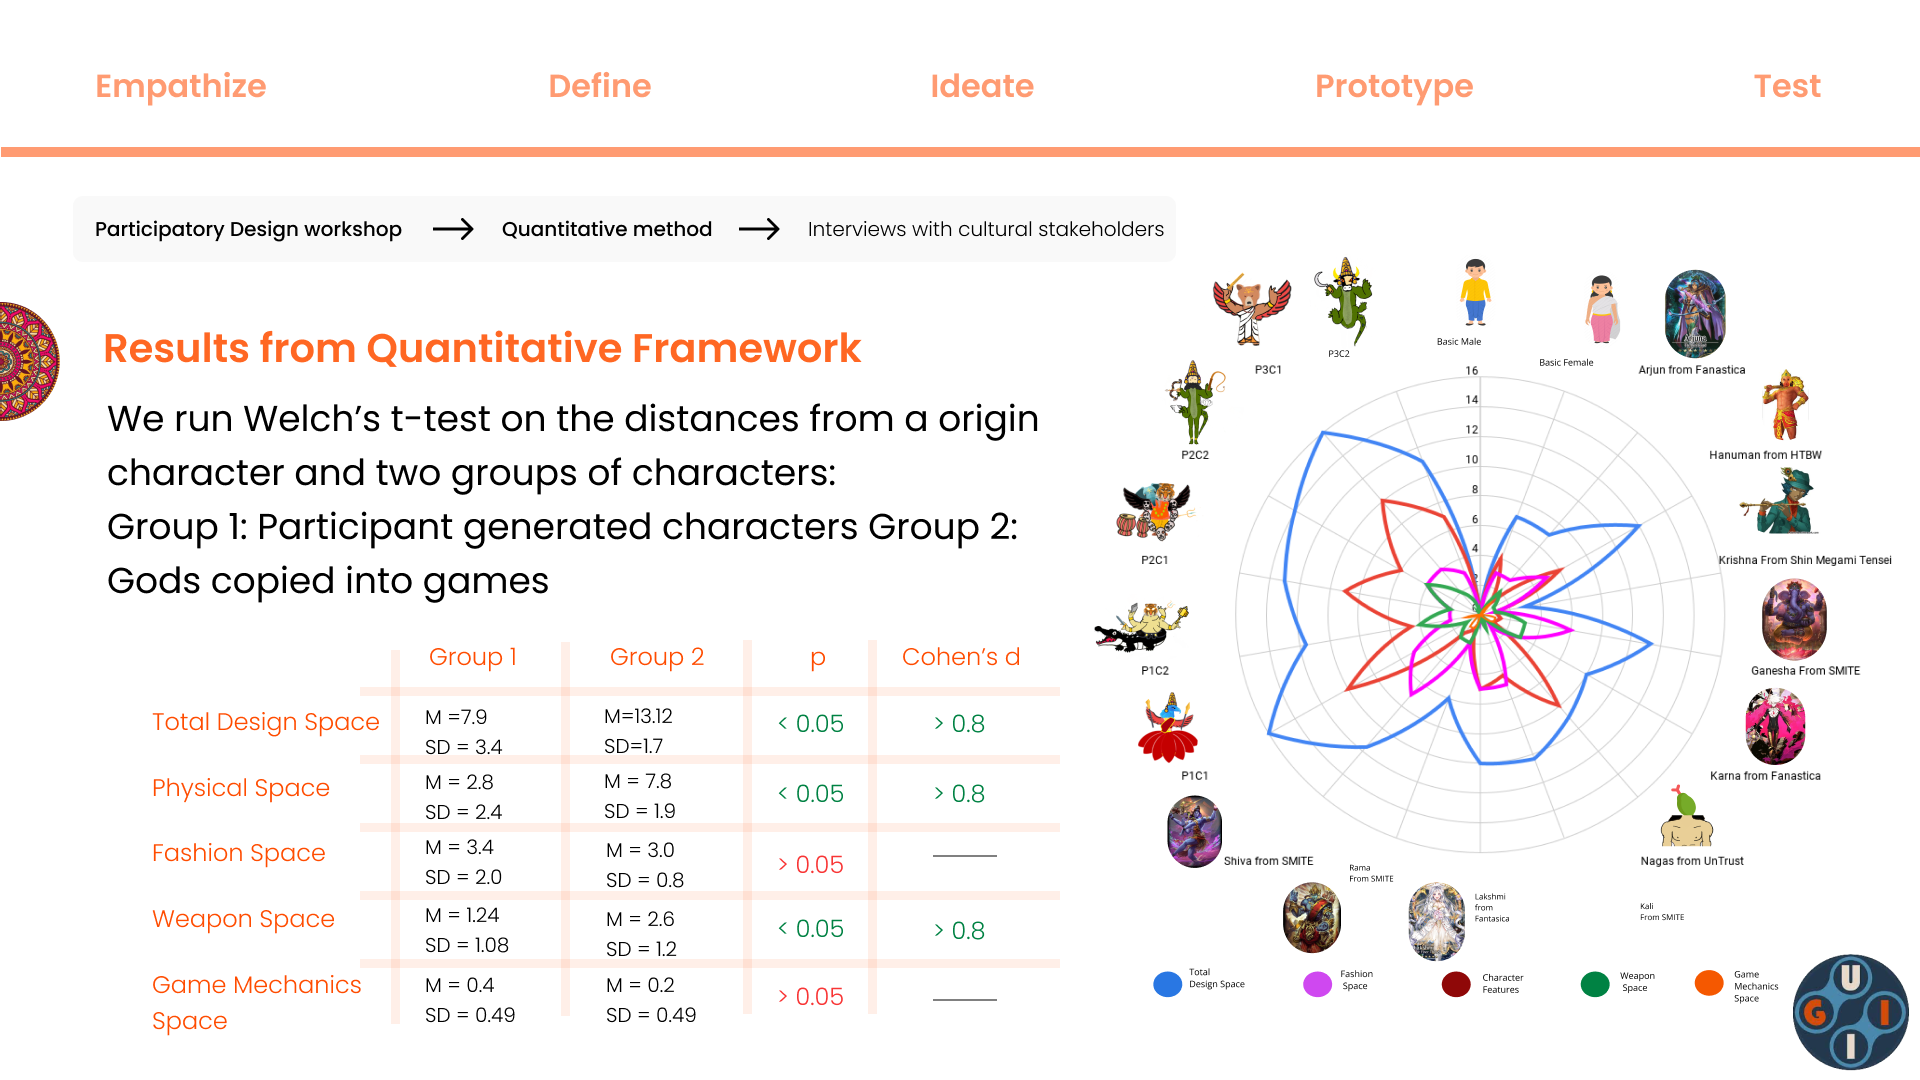 Empathize
Define
Ideate
Prototype
Test
Participatory Design workshop
Quantitative method
Interviews with cultural stakeholders
Results from Quantitative Framework
We run Welch’s t-test on the distances from a origin
character and two groups of characters:
Group 1: Participant generated characters Group 2:
Gods copied into games
Group 1
Group 2
p
Cohen’s d
Total Design Space
M =7.9
SD = 3.4
M=13.12
SD=1.7
< 0.05
> 0.8
Physical Space
M = 2.8
SD = 2.4
M = 7.8
SD = 1.9
< 0.05
> 0.8
Fashion Space
M = 3.4
SD = 2.0
M = 3.0
SD = 0.8
> 0.05
Weapon Space
M = 1.24
SD = 1.08
M = 2.6
SD = 1.2
< 0.05
> 0.8
Game Mechanics
Space
M = 0.4
SD = 0.49
M = 0.2
SD = 0.49
> 0.05
P3C1
P3C2
Basic Male
Basic Female
Arjun from Fanastica
P2C2
Hanuman from HTBW
P2C1
Krishna From Shin Megami Tensei
P1C2
Ganesha From SMITE
P1C1
Karna from Fanastica
Shiva from SMITE
Nagas from UnTrust
Rama
From SMITE
Lakshmi
from
Fantasica
Kali
From SMITE
16
14
12
10
8
6
4
2
Total
Design Space
Fashion
Space
Character
Features
Weapon
Space
Game
Mechanics
Space
U
G
I
I